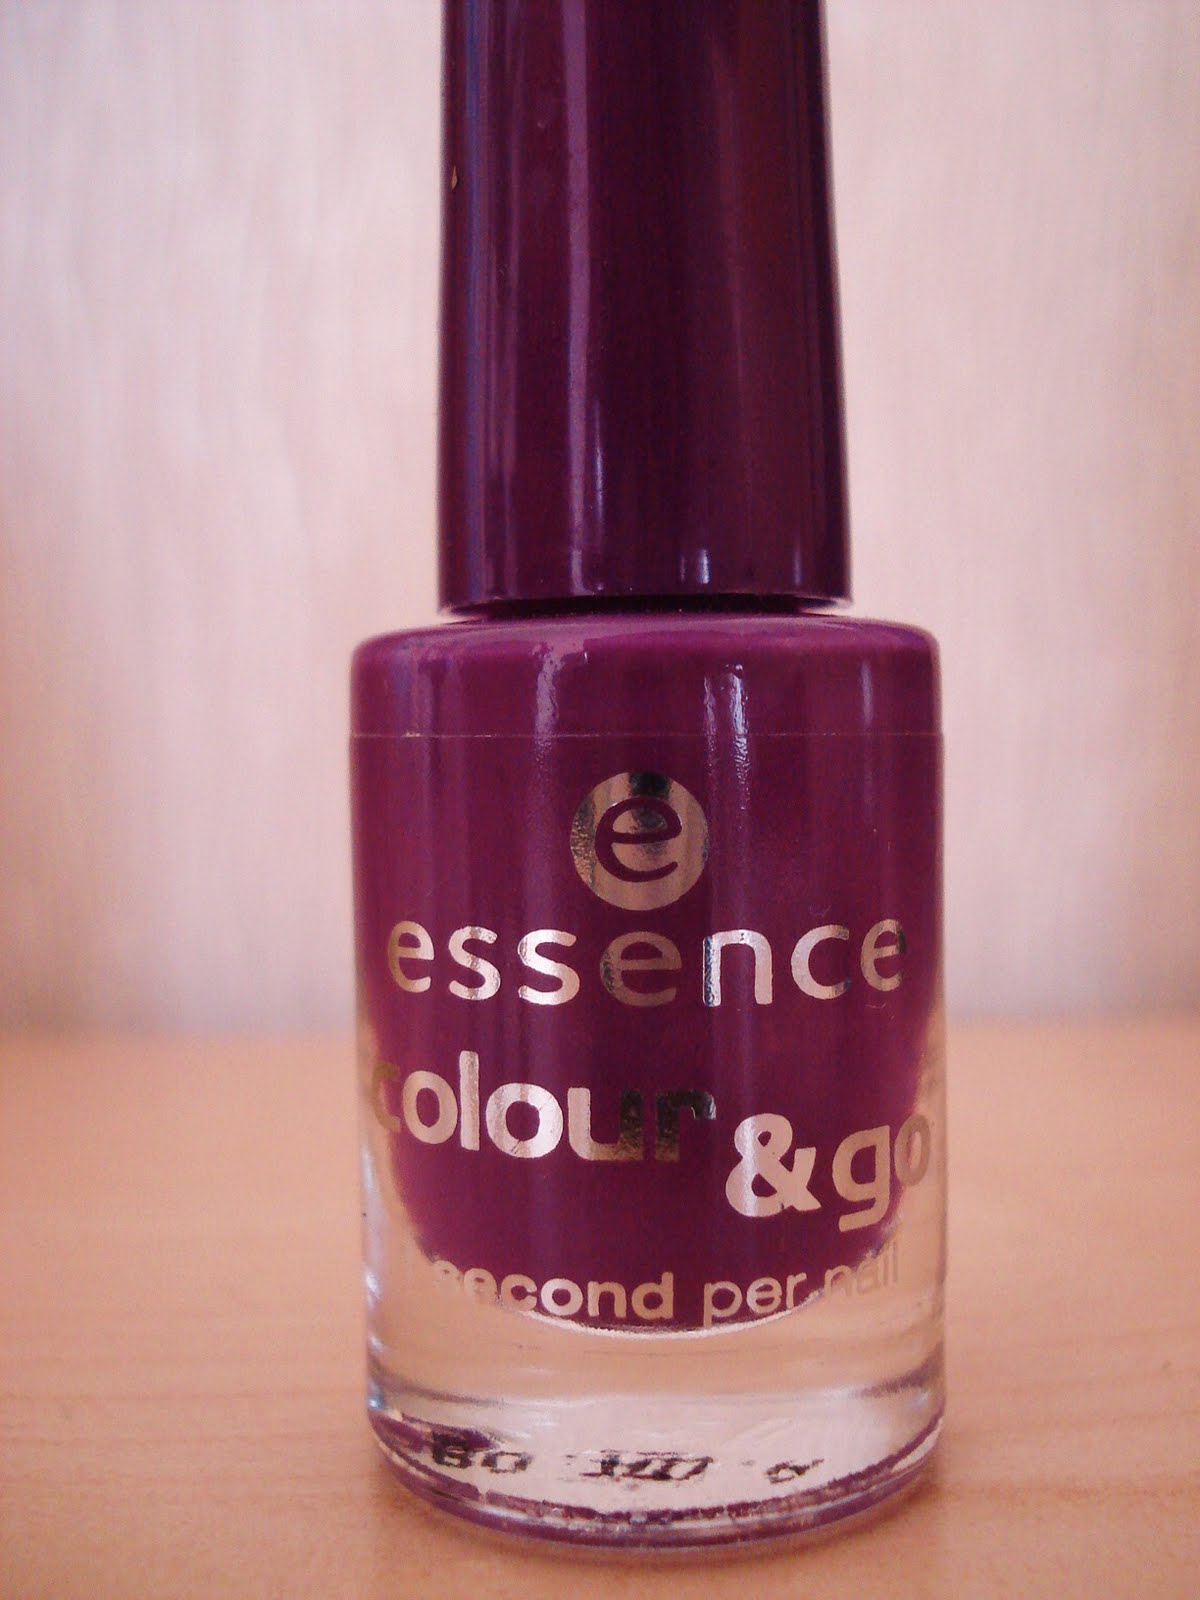 e
essence
colour
& go
second per nail